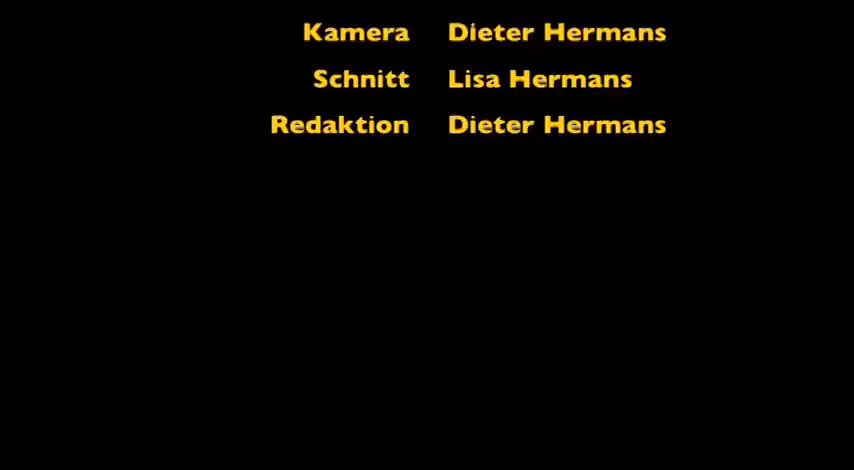 Kamera Dieter Hermans
Schnitt Lisa Hermans
Redaktion Dieter Hermans